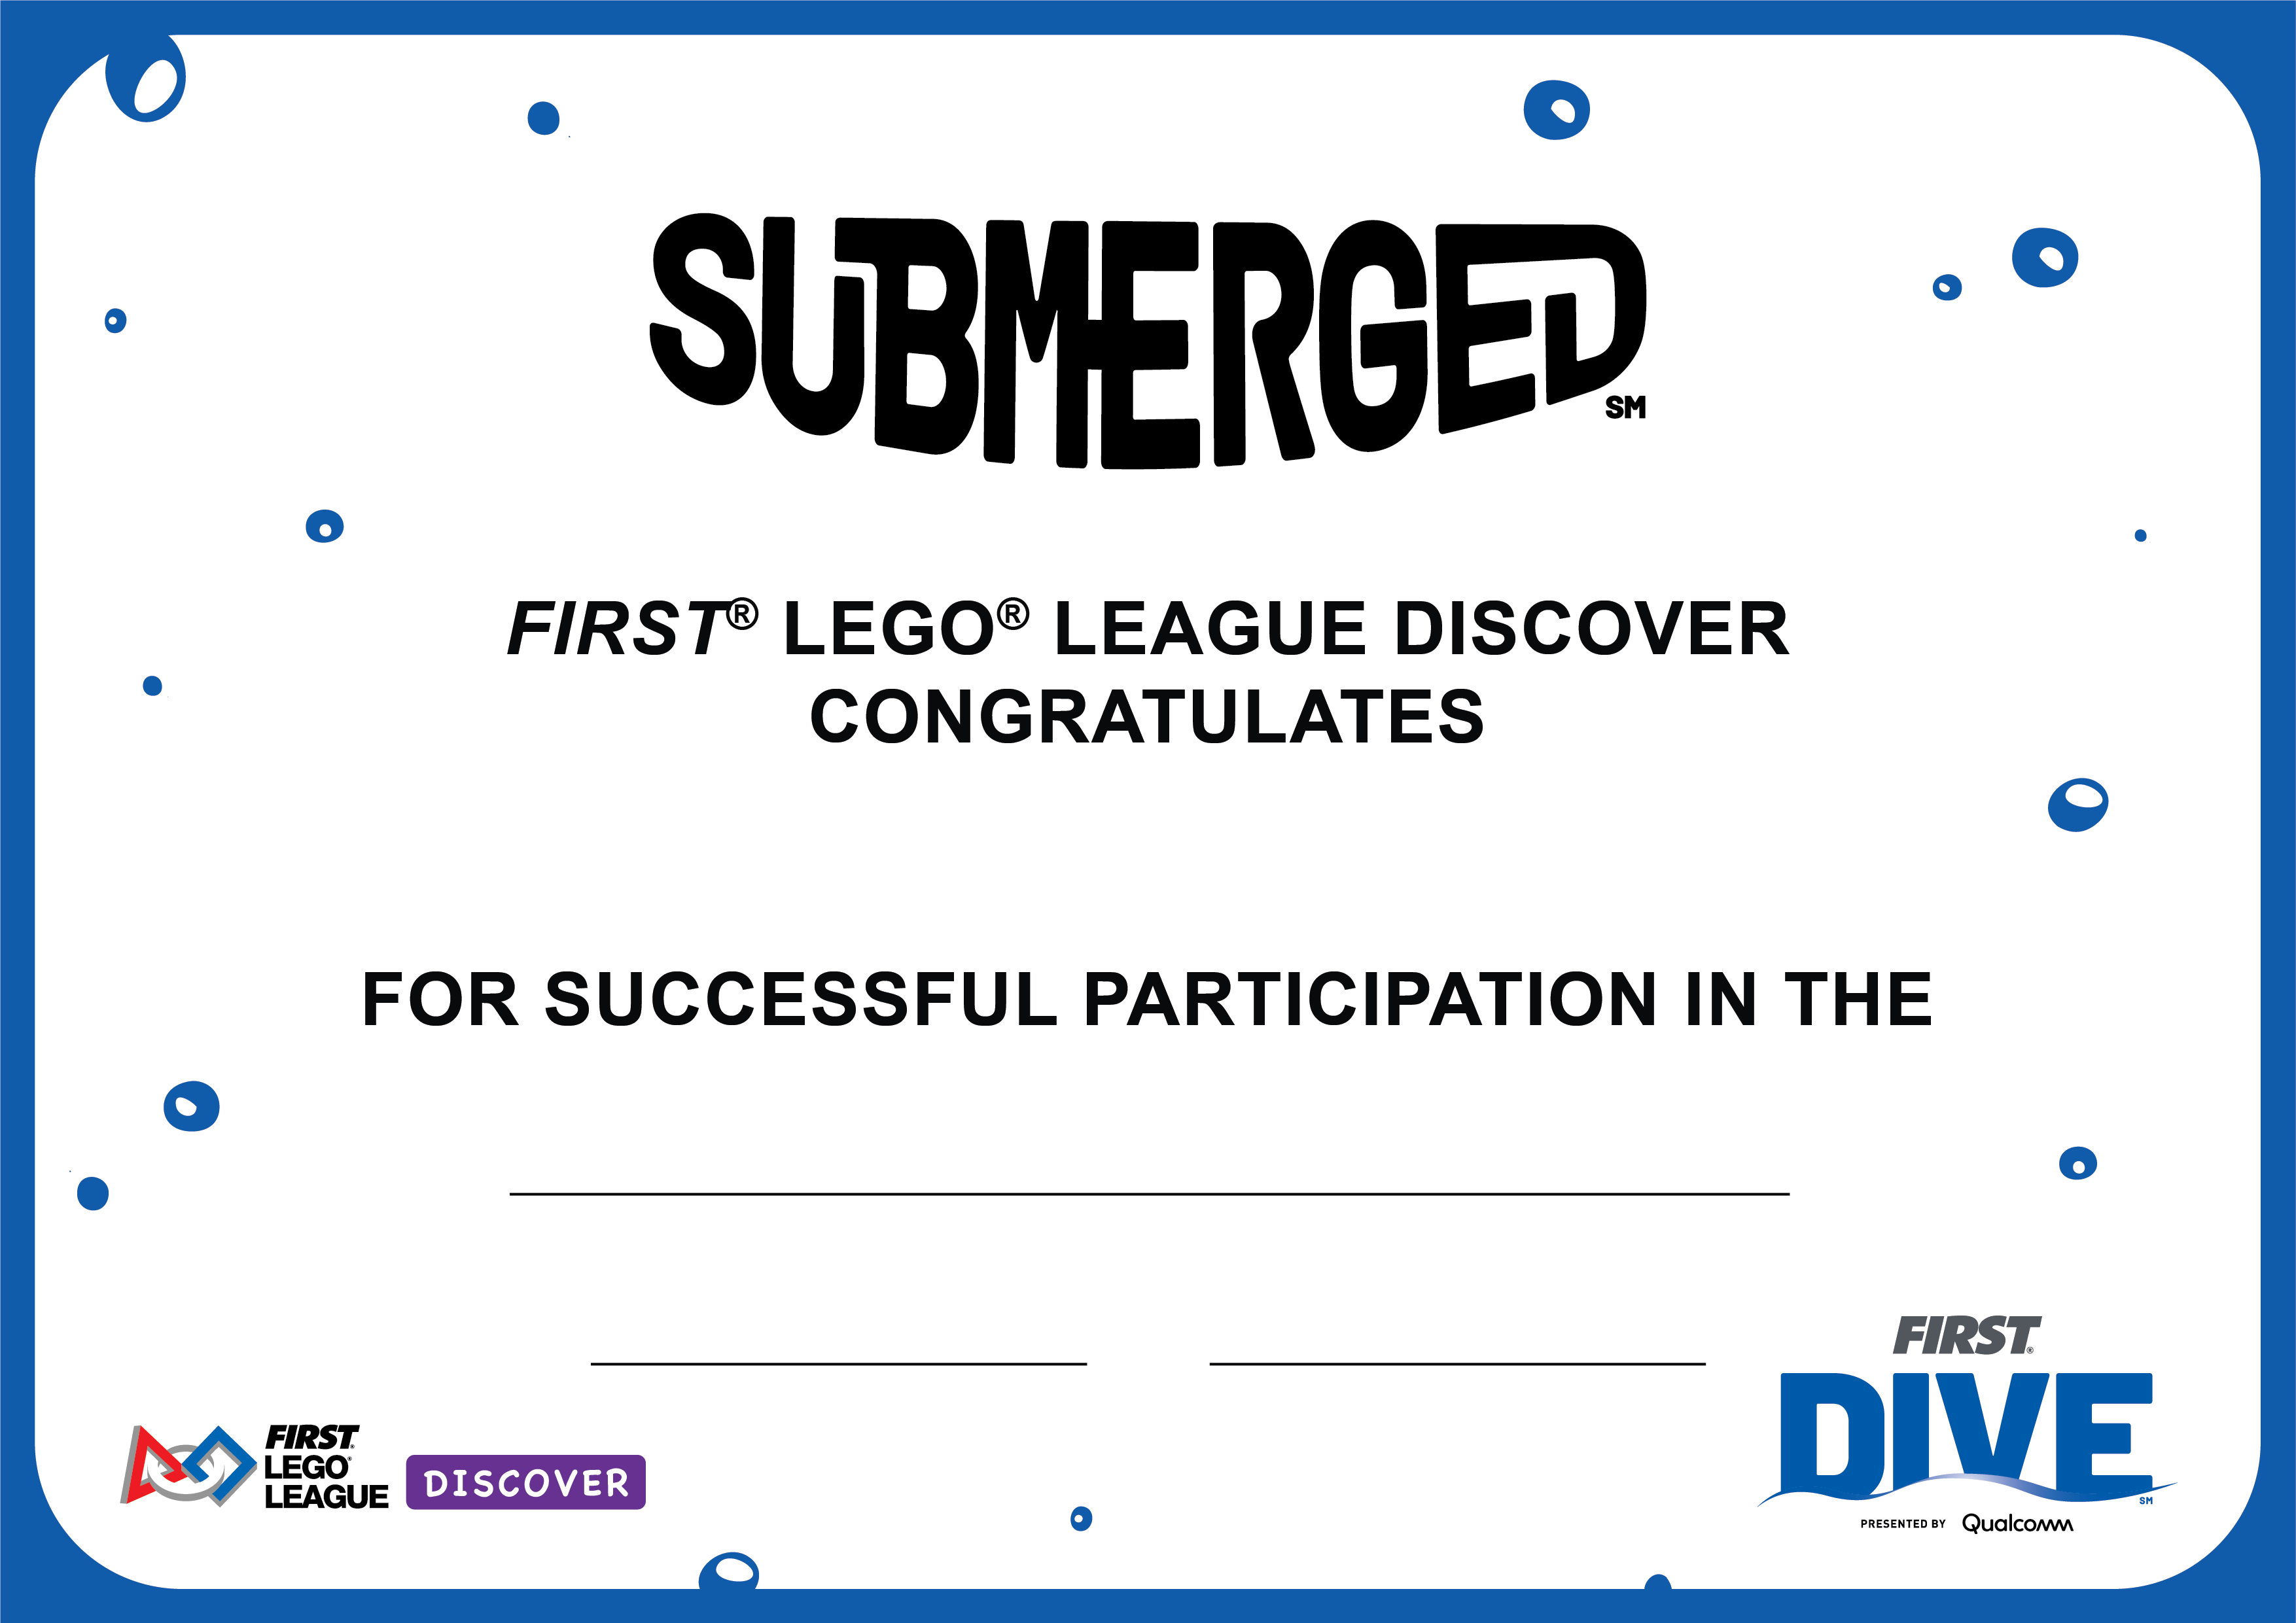 SUBMERGED SM
FIRST® LEGO® LEAGUE DISCOVER
CONGRATULATES
FOR SUCCESSFUL PARTICIPATION IN THE
FIRST®
LEGO®
LEAGUE
DISCOVER
FIRST®
DIVE SM
PRESENTED BY Qualcomm